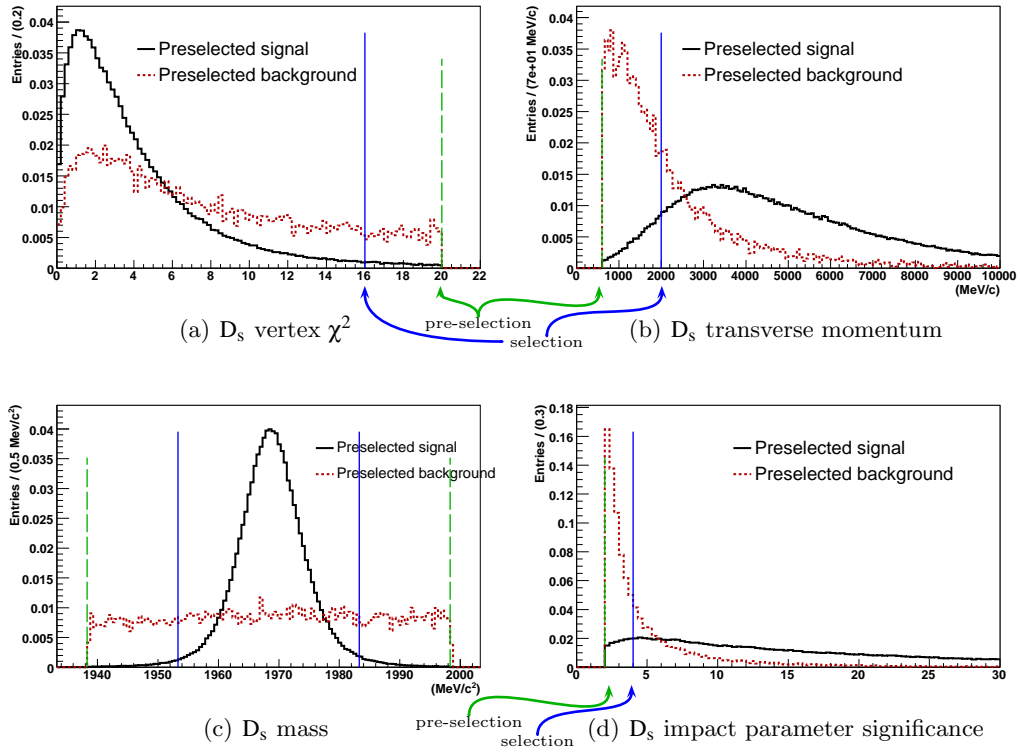 Entries / (0.2)
0.04
0.035
0.03
0.025
0.02
0.015
0.01
0.005
0
Preselected signal
Preselected background
0 2 4 6 8 10 12 14 16 18 20 22
(a) Ds vertex χ²
Entries / (7e+01 MeV/c)
0.04
0.035
0.03
0.025
0.02
0.015
0.01
0.005
0
Preselected signal
Preselected background
0 1000 2000 3000 4000 5000 6000 7000 8000 9000 10000
(MeV/c)
(b) Ds transverse momentum
pre-selection
selection
Entries / (0.5 Mev/c²)
0.04
0.035
0.03
0.025
0.02
0.015
0.01
0.005
0
Preselected signal
Preselected background
1940 1950 1960 1970 1980 1990 2000
(MeV/c²)
(c) Ds mass
Entries / (0.3)
0.18
0.16
0.14
0.12
0.1
0.08
0.06
0.04
0.02
0
Preselected signal
Preselected background
0 5 10 15 20 25 30
(d) Ds impact parameter significance
pre-selection
selection